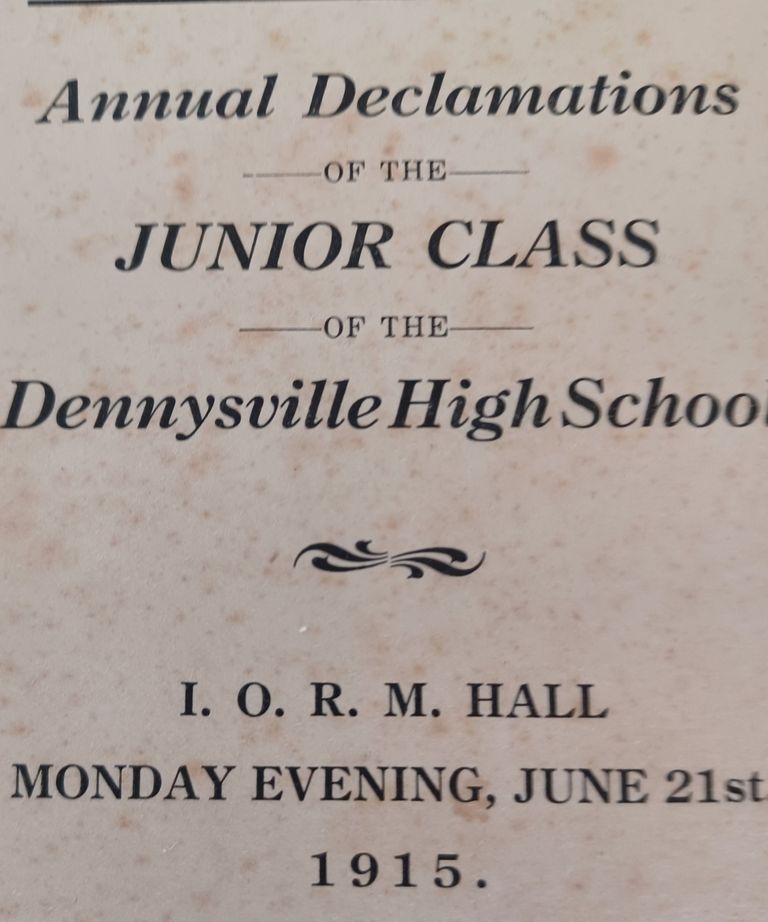 Annual Declamations
OF THE
JUNIOR CLASS
OF THE
Dennysville High School
I. O. R. M. HALL
MONDAY EVENING, JUNE 21st
1915.